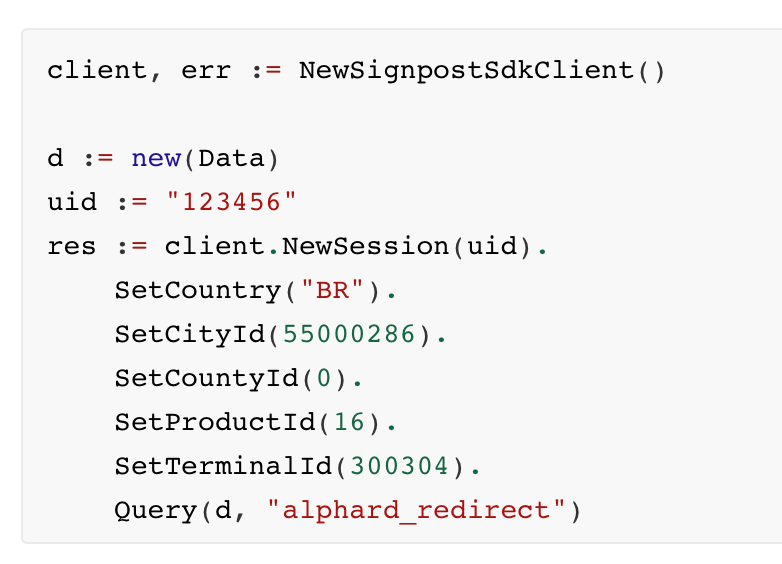 client, err := NewSignpostSdkClient()
d := new(Data)
uid := "123456"
res := client.NewSession(uid).
SetCountry("BR").
SetCityId(55000286).
SetCountyId(0).
SetProductId(16).
SetTerminalId(300304).
Query(d, "alphard_redirect")